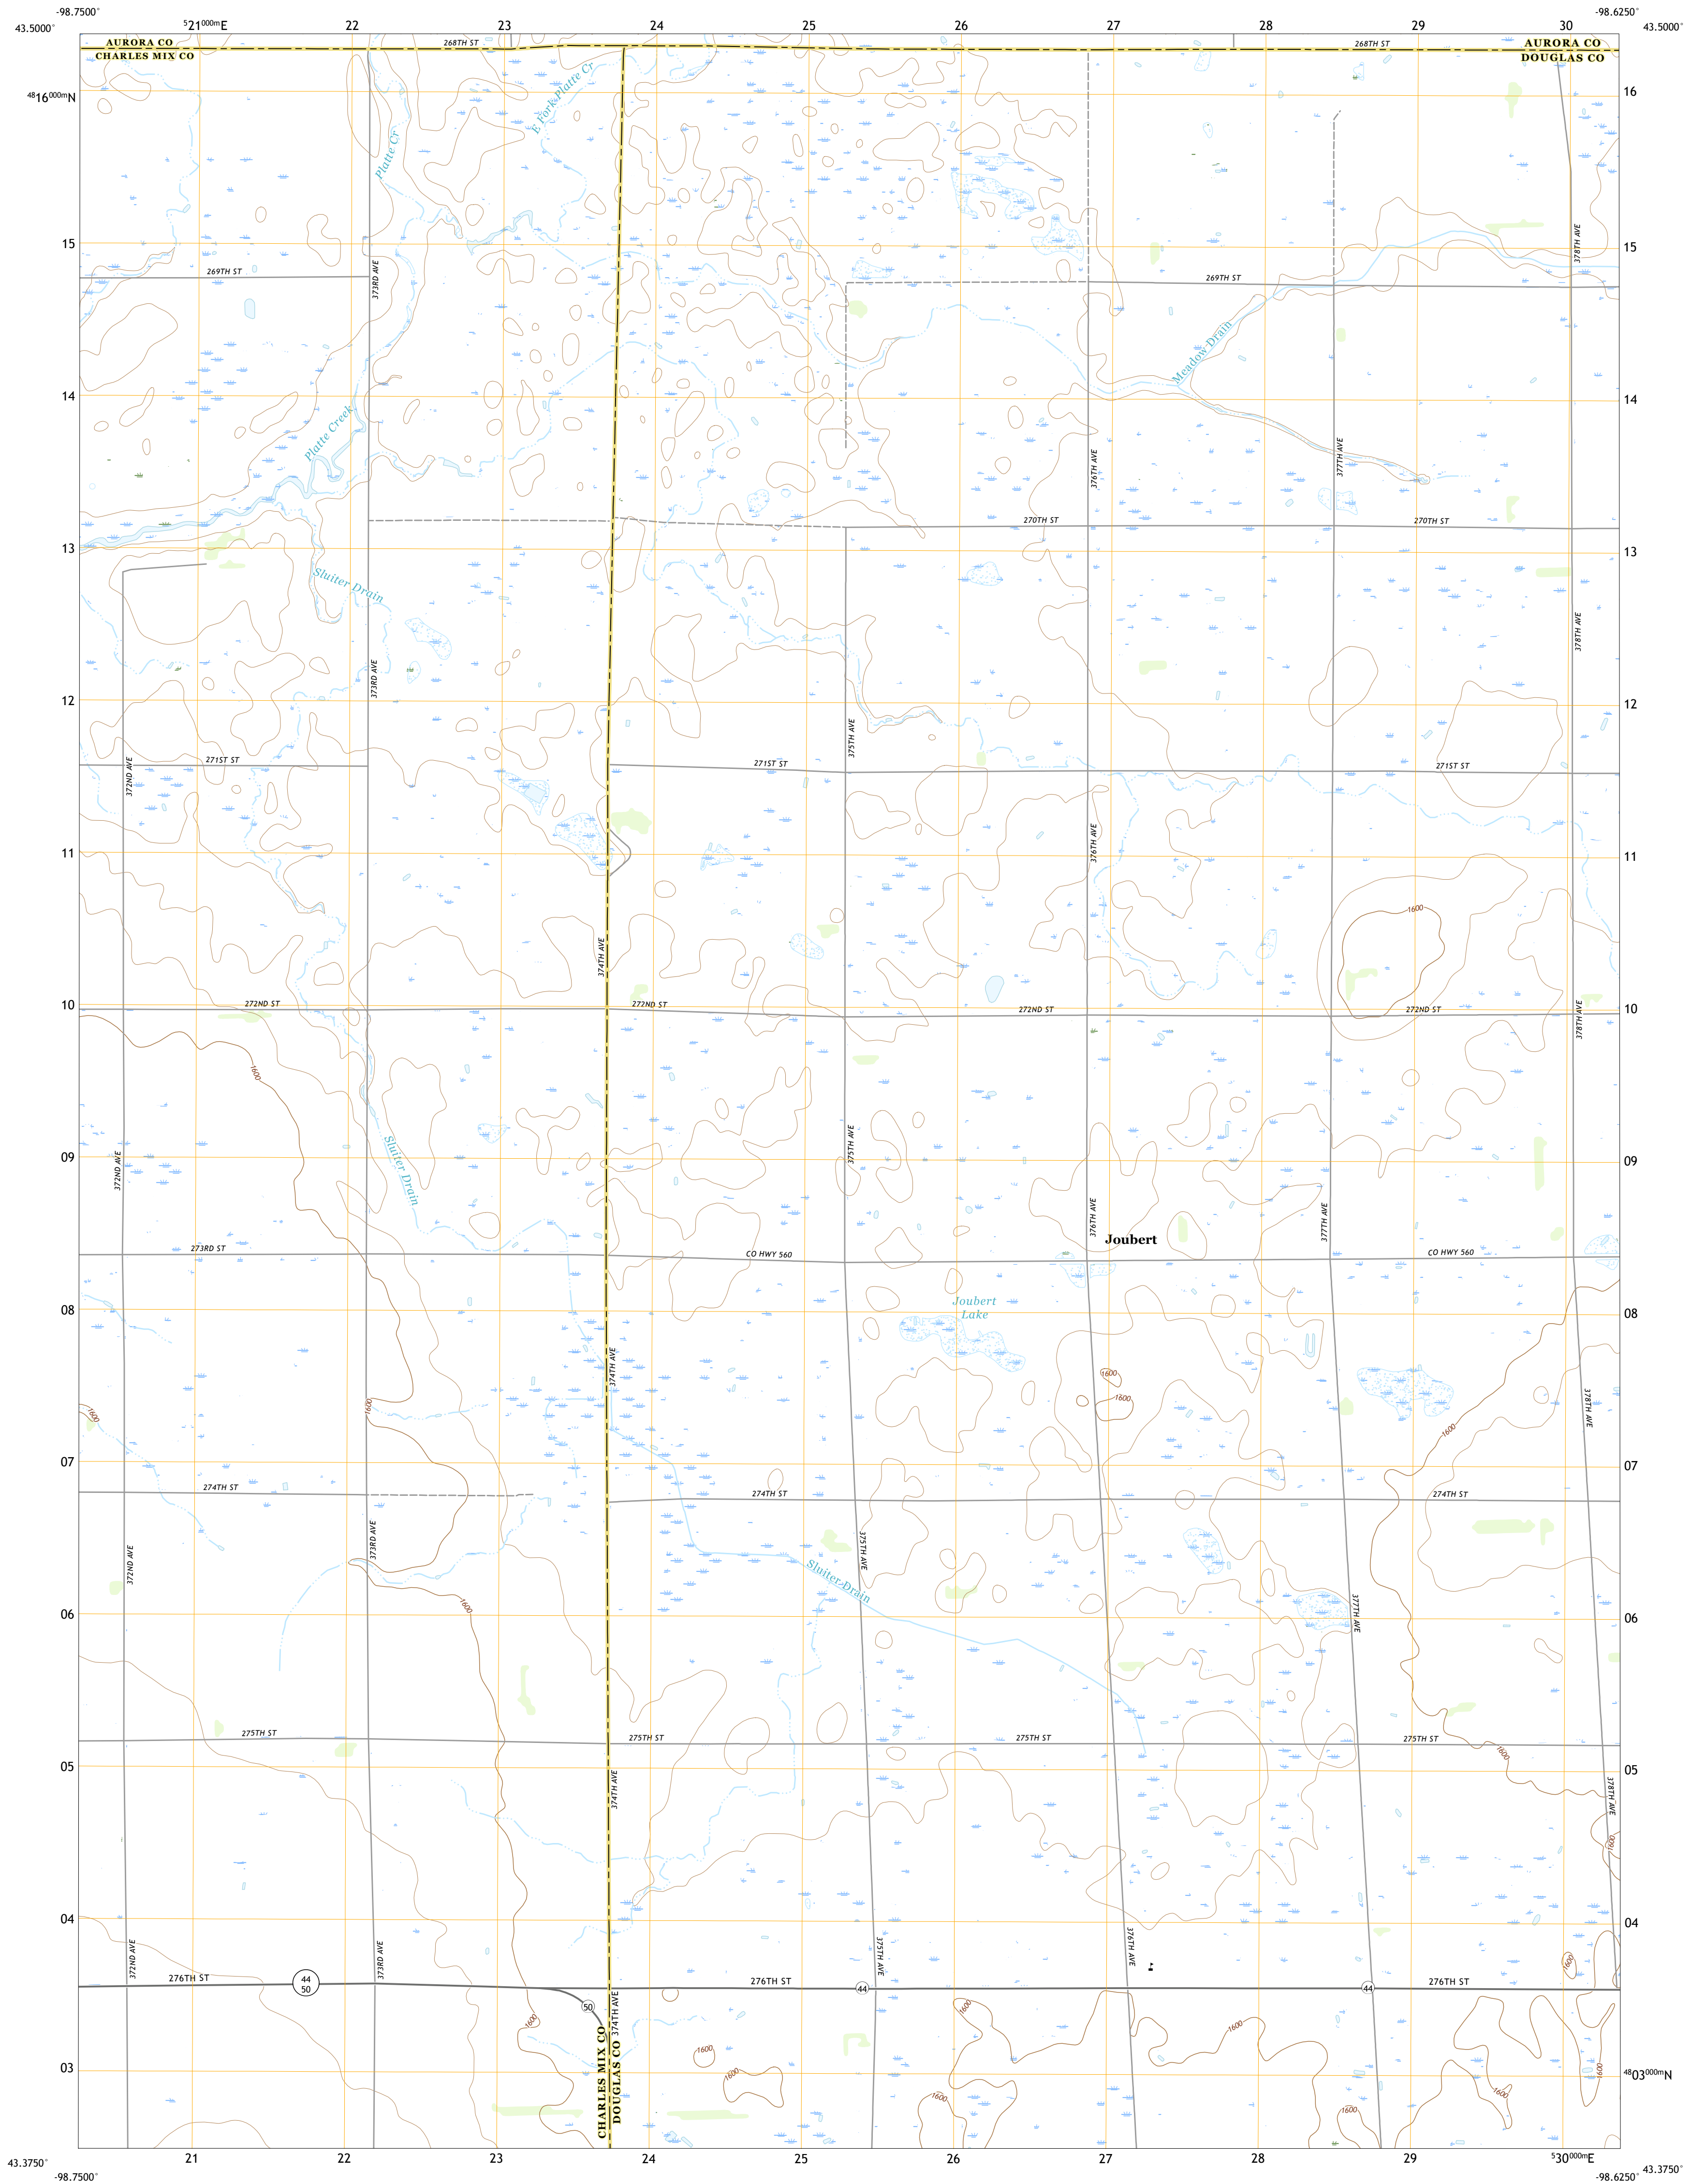 -98.7500°
-98.6250°
43.5000°
⁵21⁰⁰⁰ᵐE
22
23
24
25
26
27
28
29
30
43.5000°
AURORA CO
CHARLES MIX CO
268TH ST
268TH ST
AURORA CO
DOUGLAS CO
⁴⁸16⁰⁰⁰ᵐN
16
E Fork Platte Cr
Platte Cr
15
15
378TH AVE
269TH ST
373RD AVE
269TH ST
Meadow Drain
14
14
Platte Creek
376TH AVE
377TH AVE
270TH ST
270TH ST
13
13
Sluiter Drain
378TH AVE
373RD AVE
12
12
375TH AVE
271ST ST
372ND AVE
271ST ST
271ST ST
376TH AVE
11
11
1600
374TH AVE
10
272ND ST
272ND ST
272ND ST
272ND ST
378TH AVE
10
1600
375TH AVE
09
372ND AVE
Sluiter Drain
09
376TH AVE
377TH AVE
Joubert
273RD ST
CO HWY 560
CO HWY 560
08
Joubert
Lake
08
374TH AVE
1600
1600
1600
1600
378TH AVE
1600
07
07
274TH ST
274TH ST
274TH ST
373RD AVE
372ND AVE
375TH AVE
Sluiter Drain
1600
377TH AVE
06
06
275TH ST
275TH ST
275TH ST
275TH ST
1600
05
05
374TH AVE
378TH AVE
1600
04
04
372ND AVE
373RD AVE
375TH AVE
376TH AVE
1600
276TH ST
44
50
276TH ST
44
44
276TH ST
50
374TH AVE
1600
1600
1600
CHARLES MIX CO
DOUGLAS CO
1600
03
1600
1600
⁴⁸03⁰⁰⁰ᵐN
1600
1600
1600
43.3750°
21
22
23
24
25
26
27
28
29
⁵30⁰⁰⁰ᵐE
43.3750°
-98.7500°
-98.6250°